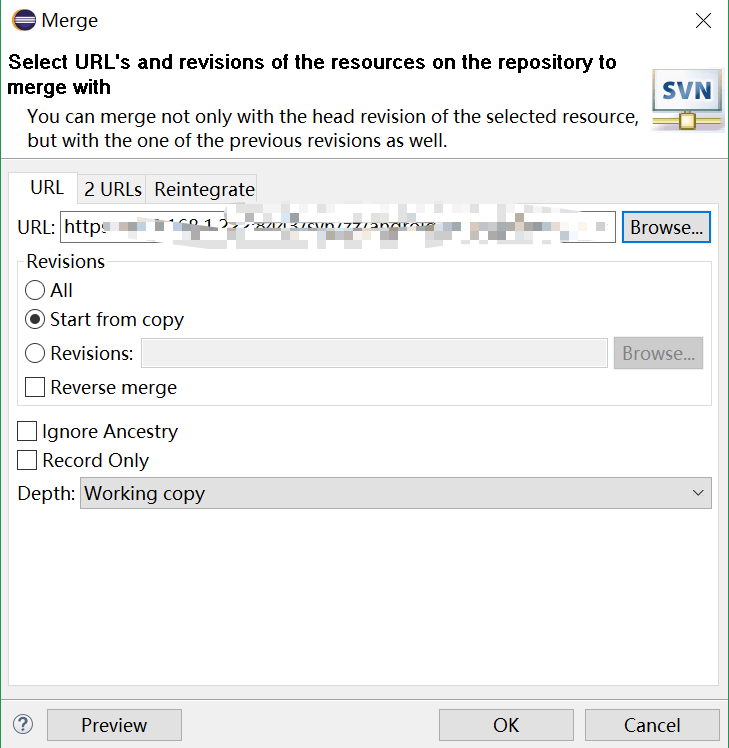 Merge
Select URL's and revisions of the resources on the repository to
merge with
You can merge not only with the head revision of the selected resource,
but with the one of the previous revisions as well.
SVN
URL 2 URLs Reintegrate
URL: Browse...
Revisions
All
Start from copy
Revisions: Browse...
Reverse merge
Ignore Ancestry
Record Only
Depth: Working copy
? Preview OK Cancel